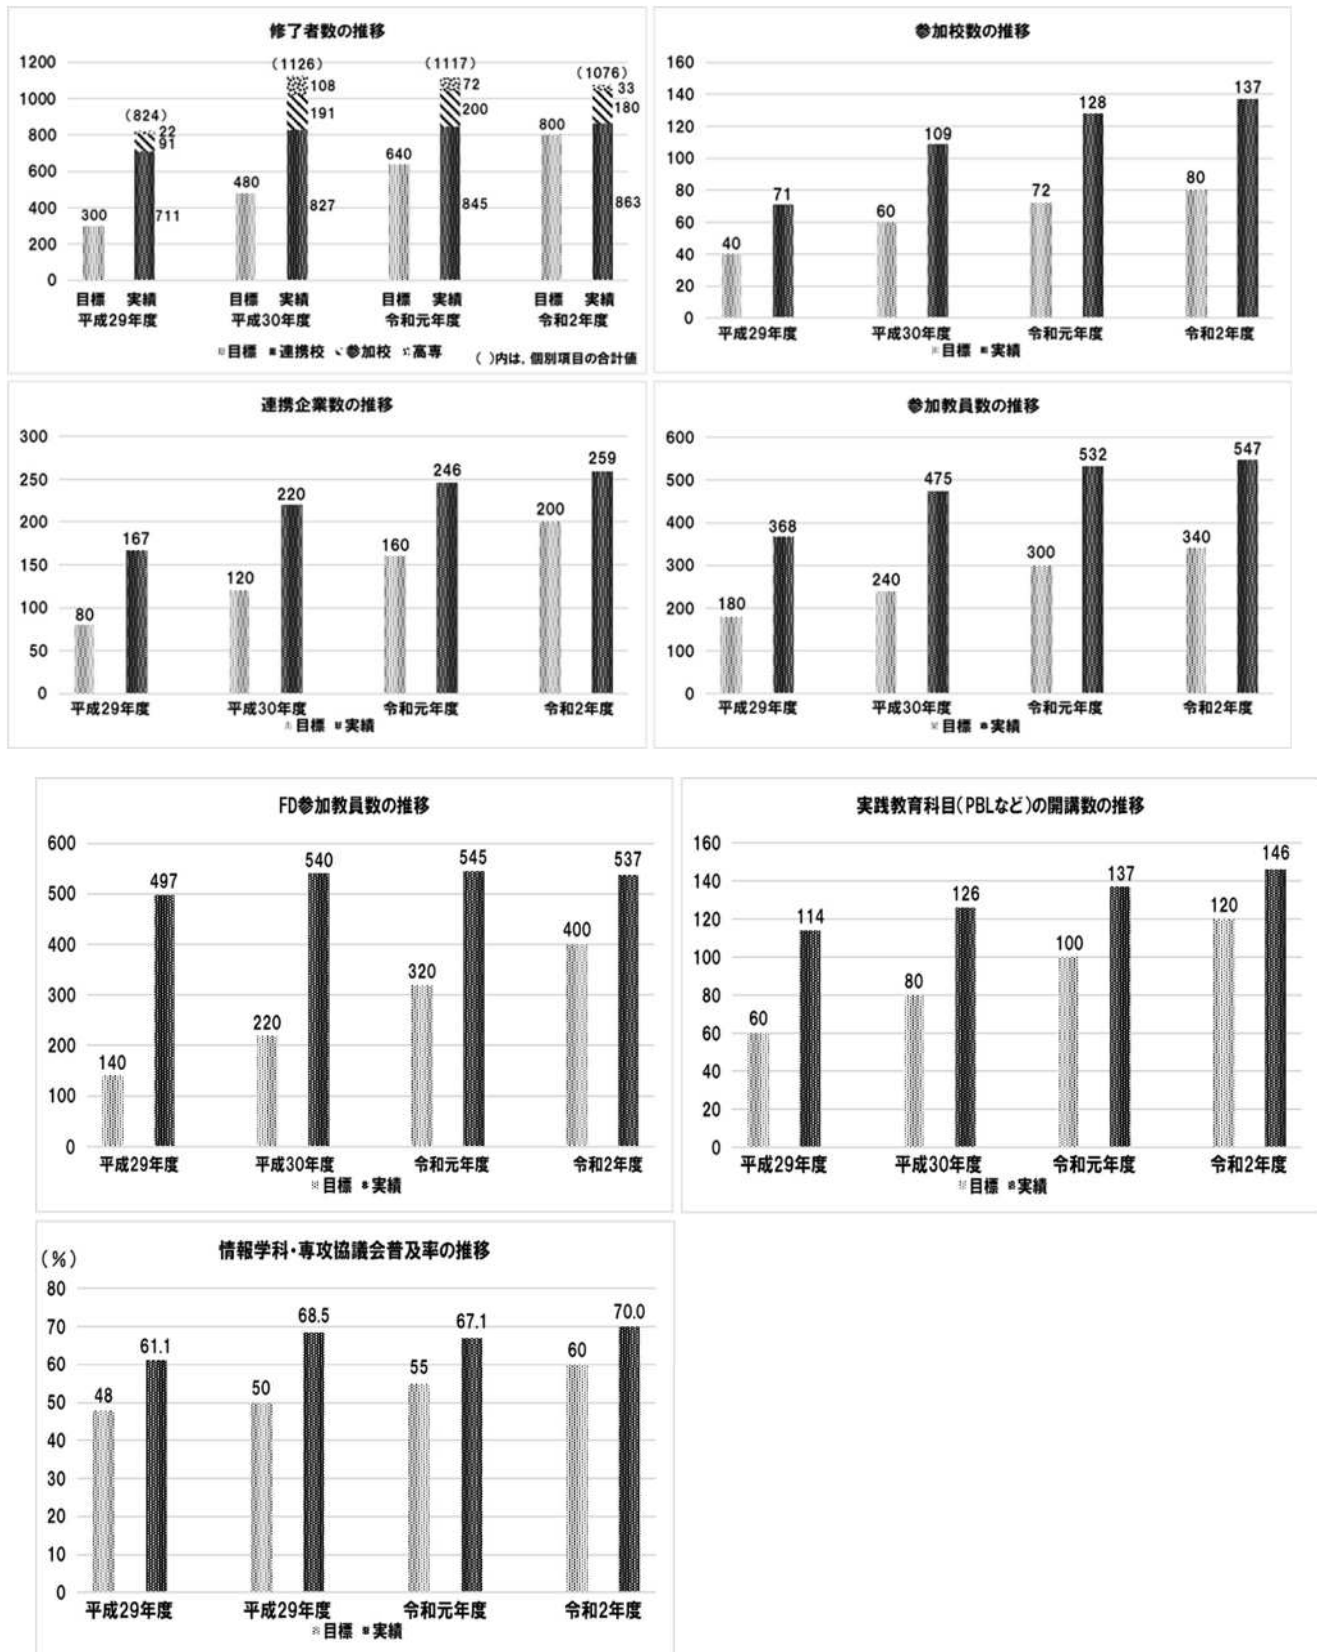 修了者数の推移
1200
1000
800
600
400
200
0
(824)
22
91
300
711
(1126)
108
191
480
827
(1117)
72
200
640
845
(1076)
33
180
800
863
目標 実績 目標 実績 目標 実績 目標 実績
平成29年度 平成30年度 令和元年度 令和2年度
目標 連携校 参加校 高専 ( )内は、個別項目の合計値
参加校数の推移
160
140
120
100
80
60
40
20
0
40 71 60 109 72 128 80 137
平成29年度 平成30年度 令和元年度 令和2年度
目標 実績
連携企業数の推移
300
250
200
150
100
50
0
80 167 120 220 160 246 200 259
平成29年度 平成30年度 令和元年度 令和2年度
目標 実績
参加教員数の推移
600
500
400
300
200
100
0
180 368 240 475 300 532 340 547
平成29年度 平成30年度 令和元年度 令和2年度
目標 実績
FD参加教員数の推移
600
500
400
300
200
100
0
140 497 220 540 320 545 400 537
平成29年度 平成30年度 令和元年度 令和2年度
目標 実績
実践教育科目(PBLなど)の開講数の推移
160
140
120
100
80
60
40
20
0
60 114 80 126 100 137 120 146
平成29年度 平成30年度 令和元年度 令和2年度
目標 実績
情報学科・専攻協議会普及率の推移
(%)
80
70
60
50
40
30
20
10
0
48 61.1 50 68.5 55 67.1 60 70.0
平成29年度 平成29年度 令和元年度 令和2年度
目標 実績